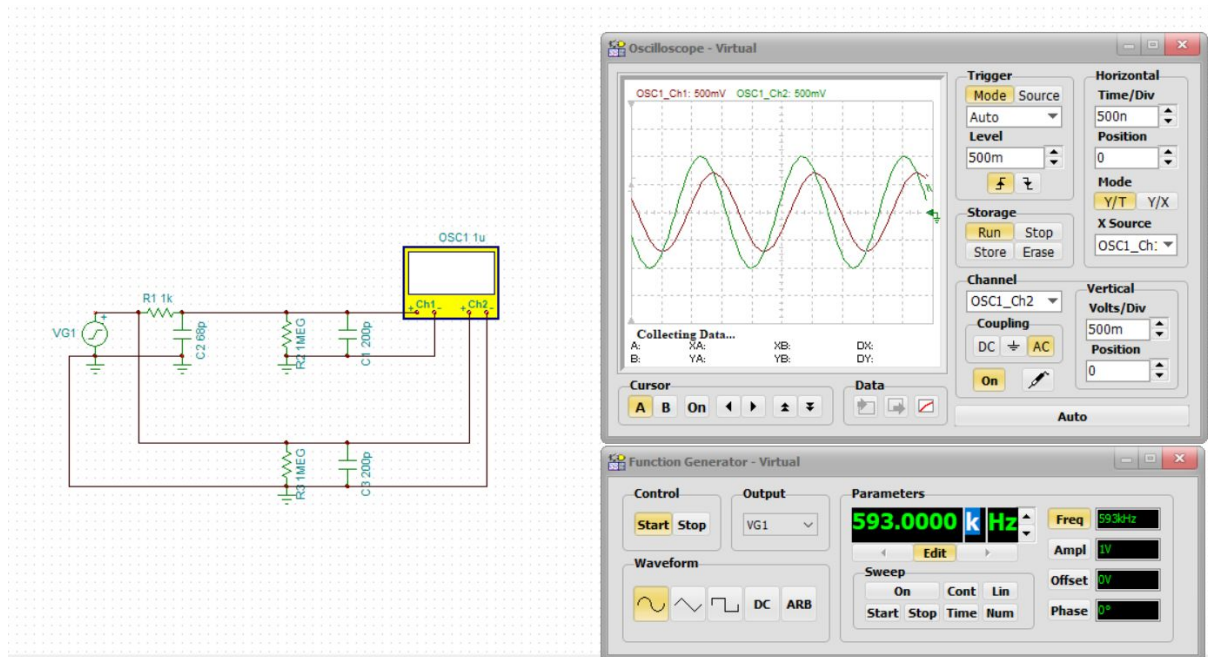 OSC1 1u
Ch1
Ch2
R1 1k
VG1
C2 68p
R2 1MEG
C1 200p
R3 1MEG
C3 200p
Oscilloscope - Virtual
OSC1_Ch1: 500mV OSC1_Ch2: 500mV
Collecting Data...
A: XA: XB: DX:
B: YA: YB: DY:
Trigger
Mode Source
Auto
Level
500m
Storage
Run Stop
Store Erase
Horizontal
Time/Div
500n
Position
0
Mode
Y/T Y/X
X Source
OSC1_Ch:
Channel
OSC1_Ch2
Coupling
DC AC
On
Vertical
Volts/Div
500m
Position
0
Cursor
A B On
Data
Auto
Function Generator - Virtual
Control
Start Stop
Output
VG1
Waveform
DC ARB
Parameters
593.0000 k Hz
Edit
Sweep
On Cont Lin
Start Stop Time Num
Freq 593kHz
Ampl 1V
Offset 0V
Phase 0°